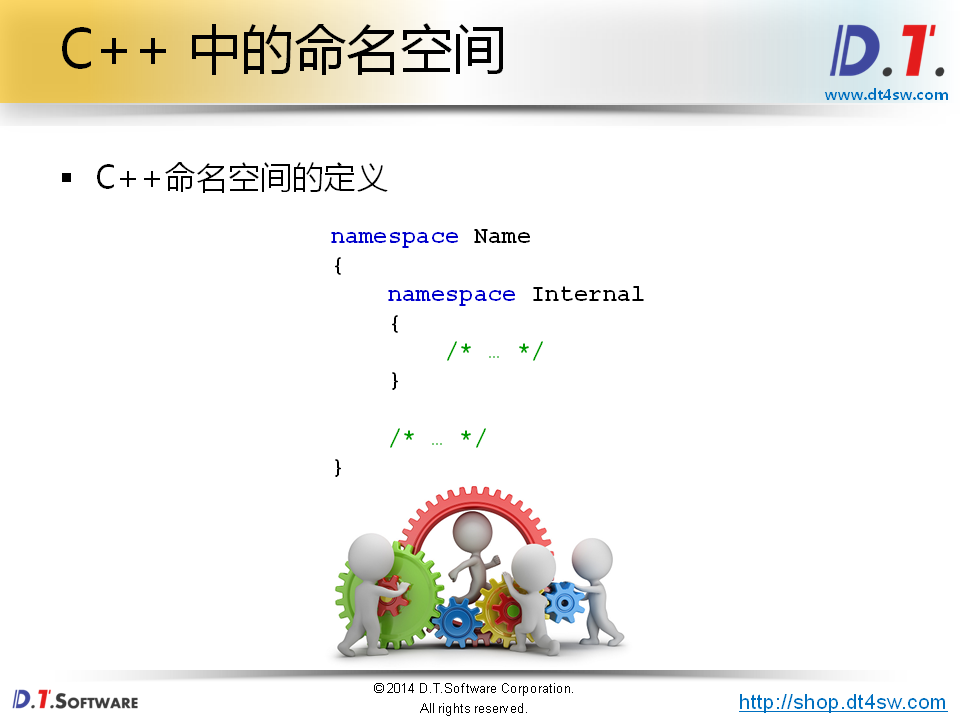 C++ 中的命名空间
D.T.
www.dt4sw.com
▪ C++命名空间的定义
namespace Name
{
    namespace Internal
    {
        /* … */
    }

    /* … */
}
D.T.SOFTWARE
©2014 D.T.Software Corporation.
All rights reserved.
http://shop.dt4sw.com